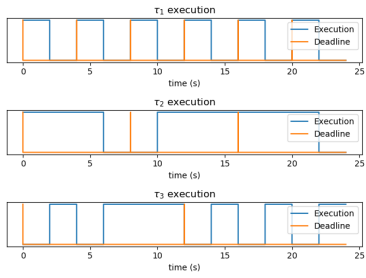 τ1 execution
Execution
Deadline
0 5 10 15 20 25
time (s)
τ2 execution
Execution
Deadline
0 5 10 15 20 25
time (s)
τ3 execution
Execution
Deadline
0 5 10 15 20 25
time (s)